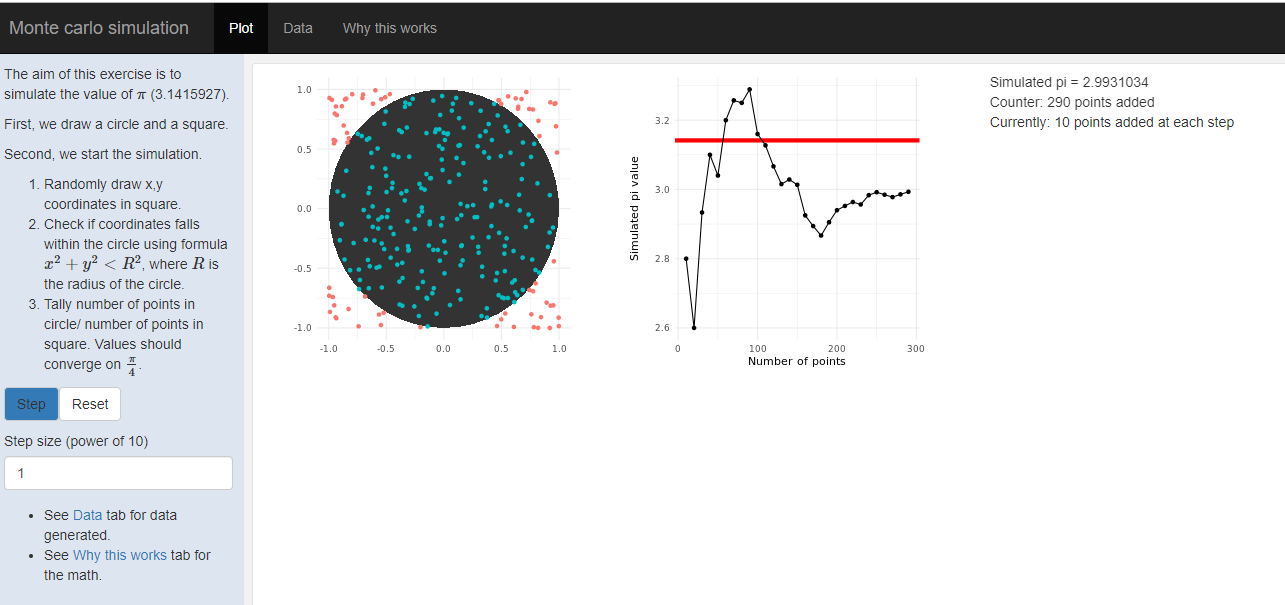 Monte carlo simulation Plot Data Why this works
The aim of this exercise is to
simulate the value of π (3.1415927).
First, we draw a circle and a square.
Second, we start the simulation.
1. Randomly draw x,y
coordinates in square.
2. Check if coordinates falls
within the circle using formula
x² + y² < R², where R is
the radius of the circle.
3. Tally number of points in
circle/ number of points in
square. Values should
converge on π/4.
Step Reset
Step size (power of 10)
1
• See Data tab for data
generated.
• See Why this works tab for
the math.
1.0
0.5
0.0
-0.5
-1.0
-1.0 -0.5 0.0 0.5 1.0
Simulated pi value
3.2
3.0
2.8
2.6
0 100 200 300
Number of points
Simulated pi = 2.9931034
Counter: 290 points added
Currently: 10 points added at each step